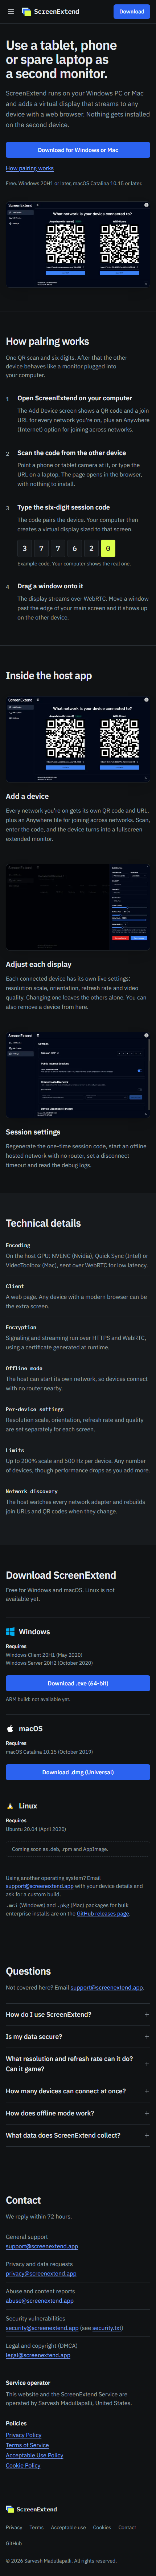 ScreenExtend
Download
Use a tablet, phone
or spare laptop as
a second monitor.
ScreenExtend runs on your Windows PC or Mac
and adds a virtual display that streams to any
device with a web browser. Nothing gets installed
on the second device.
Download for Windows or Mac
How pairing works
Free. Windows 20H1 or later, macOS Catalina 10.15 or later.
ScreenExtend
What network is your device connected to?
How pairing works
One QR scan and six digits. After that the other
device behaves like a monitor plugged into
your computer.
1
Open ScreenExtend on your computer
The Add Device screen shows a QR code and a join
URL for every network you're on, plus an Anywhere
(Internet) option for joining across networks.
2
Scan the code from the other device
Point a phone or tablet camera at it, or type the
URL on a laptop. The page opens in the browser,
with nothing to install.
3
Type the six-digit session code
The code pairs the device. Your computer then
creates a virtual display sized to that screen.
3 7 7 6 2 0
Example code. Your computer shows the real one.
4
Drag a window onto it
The display streams over WebRTC. Move a window
past the edge of your main screen and it shows up
on the other device.
Inside the host app
ScreenExtend
What network is your device connected to?
Add a device
Every network you're on gets its own QR code and URL,
plus an Anywhere tile for joining across networks. Scan,
enter the code, and the device turns into a fullscreen
extended monitor.
Adjust each display
Each connected device has its own live settings:
resolution scale, orientation, refresh rate and video
quality. Changing one leaves the others alone. You can
also remove a device from here.
ScreenExtend
Settings
Session settings
Regenerate the one-time session code, start an offline
hosted network with no router, set a disconnect
timeout and read the debug logs.
Technical details
Encoding
On the host GPU: NVENC (Nvidia), Quick Sync (Intel) or
VideoToolbox (Mac), sent over WebRTC for low latency.
Client
A web page. Any device with a modern browser can be
the extra screen.
Encryption
Signaling and streaming run over HTTPS and WebRTC,
using a certificate generated at runtime.
Offline mode
The host can start its own network, so devices connect
with no router nearby.
Per-device settings
Resolution scale, orientation, refresh rate and quality
are set separately for each screen.
Limits
Up to 200% scale and 500 Hz per device. Any number
of devices, though performance drops as you add more.
Network discovery
The host watches every network adapter and rebuilds
join URLs and QR codes when they change.
Download ScreenExtend
Free for Windows and macOS. Linux is not
available yet.
Windows
Requires
Windows Client 20H1 (May 2020)
Windows Server 20H2 (October 2020)
Download .exe (64-bit)
ARM build: not available yet.
macOS
Requires
macOS Catalina 10.15 (October 2019)
Download .dmg (Universal)
Linux
Requires
Ubuntu 20.04 (April 2020)
Coming soon as .deb, .rpm and AppImage.
Using another operating system? Email
support@screenextend.app with your device details and
ask for a custom build.
.msi (Windows) and .pkg (Mac) packages for bulk
enterprise installs are on the GitHub releases page.
Questions
Not covered here? Email support@screenextend.app.
How do I use ScreenExtend?
Is my data secure?
What resolution and refresh rate can it do?
Can it game?
How many devices can connect at once?
How does offline mode work?
What data does ScreenExtend collect?
Contact
We reply within 72 hours.
General support
support@screenextend.app
Privacy and data requests
privacy@screenextend.app
Abuse and content reports
abuse@screenextend.app
Security vulnerabilities
security@screenextend.app (see security.txt)
Legal and copyright (DMCA)
legal@screenextend.app
Service operator
This website and the ScreenExtend Service are
operated by Sarvesh Madullapalli, United States.
Policies
Privacy Policy
Terms of Service
Acceptable Use Policy
Cookie Policy
ScreenExtend
Privacy Terms Acceptable use Cookies Contact
GitHub
© 2026 Sarvesh Madullapalli. All rights reserved.